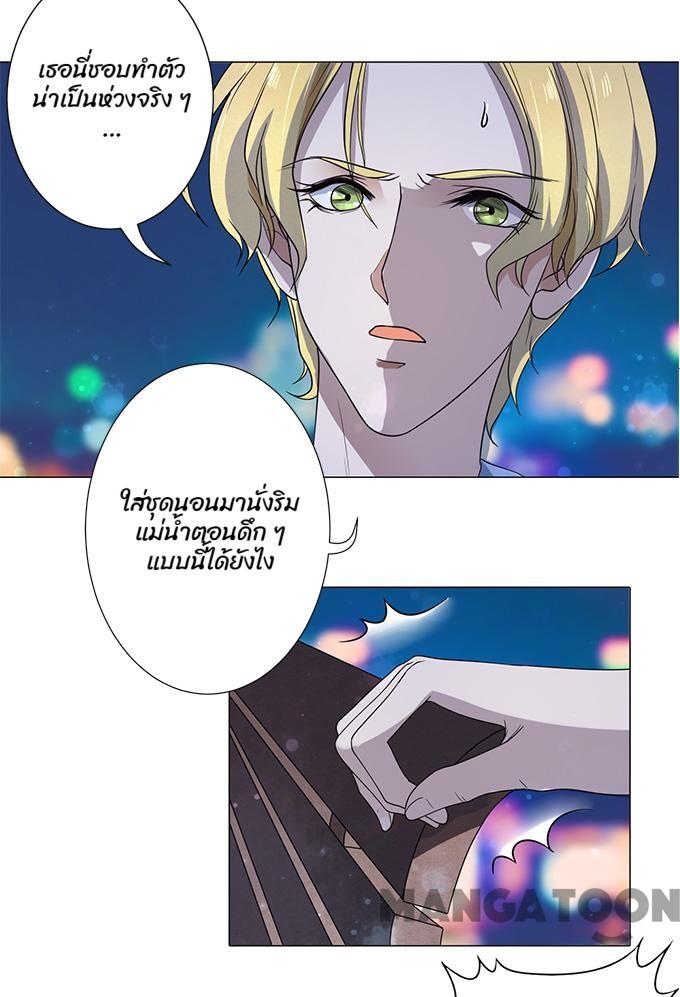 เธอนี่ชอบทำตัว
น่าเป็นห่วงจริง ๆ
...
ใส่ชุดนอนมานั่งริม
แม่น้ำตอนดึก ๆ
แบบนี้ได้ยังไง
MANGATOON